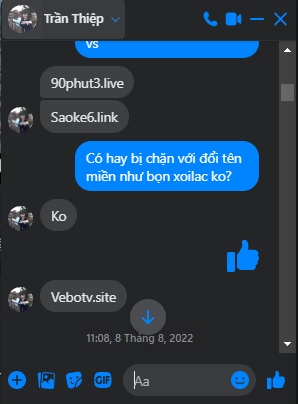 Trần Thiệp
vs
90phut3.live
Saoke6.link
Có hay bị chặn với đổi tên
miền như bọn xoilac ko?
Ko
Vebotv.site
11:08, 8 Tháng 8, 2022
GIF
Aa